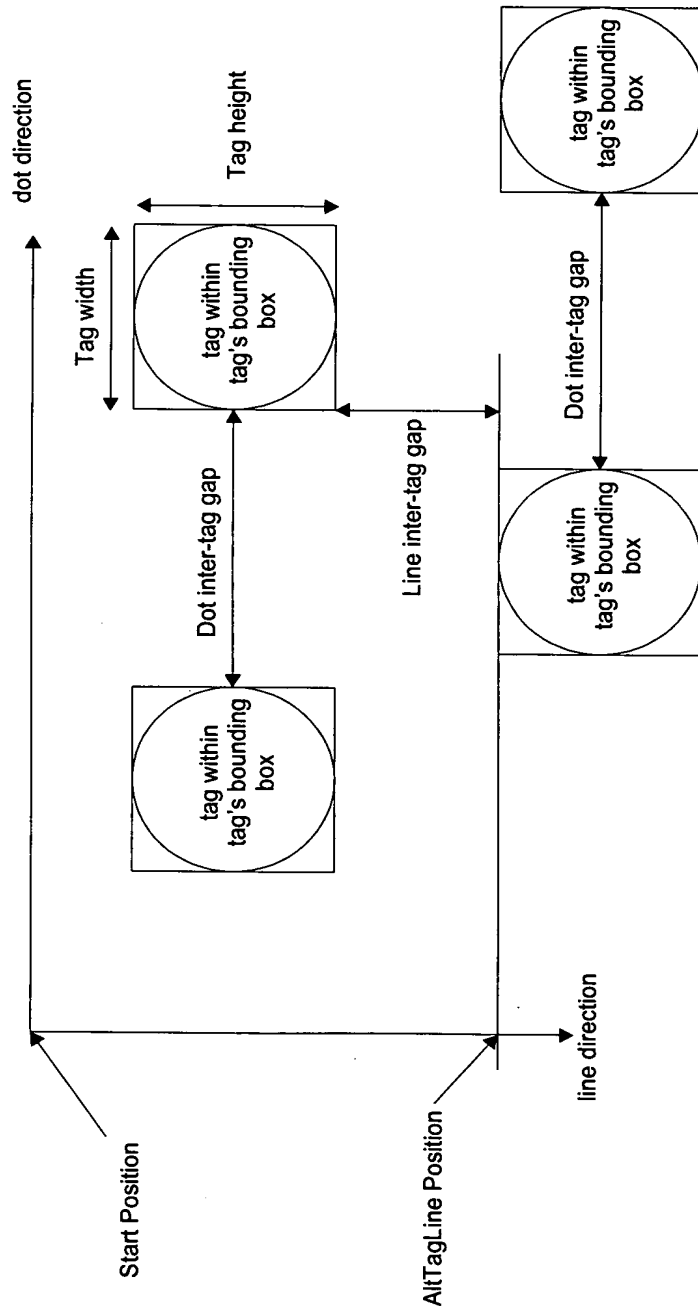 dot direction
Tag width
Tag height
tag within
tag's bounding
box
Dot inter-tag gap
tag within
tag's bounding
box
Start Position
Line inter-tag gap
AltTagLine Position
line direction
tag within
tag's bounding
box
Dot inter-tag gap
tag within
tag's bounding
box